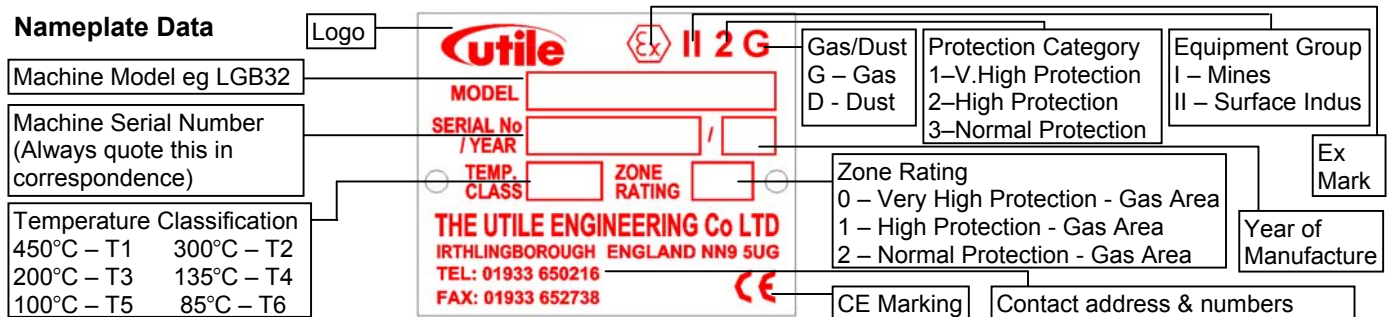 Nameplate Data
Logo
Machine Model eg LGB32
Machine Serial Number
(Always quote this in
correspondence)
Temperature Classification
450°C – T1 300°C – T2
200°C – T3 135°C – T4
100°C – T5 85°C – T6
utile
Ex II 2 G
MODEL
SERIAL No
/ YEAR
/
TEMP.
CLASS
ZONE
RATING
THE UTILE ENGINEERING Co LTD
IRTHLINGBOROUGH ENGLAND NN9 5UG
TEL: 01933 650216
FAX: 01933 652738
CE
Gas/Dust
G – Gas
D - Dust
Protection Category
1–V.High Protection
2–High Protection
3–Normal Protection
Equipment Group
I – Mines
II – Surface Indus
Ex
Mark
Zone Rating
0 – Very High Protection - Gas Area
1 – High Protection - Gas Area
2 – Normal Protection - Gas Area
Year of
Manufacture
CE Marking
Contact address & numbers